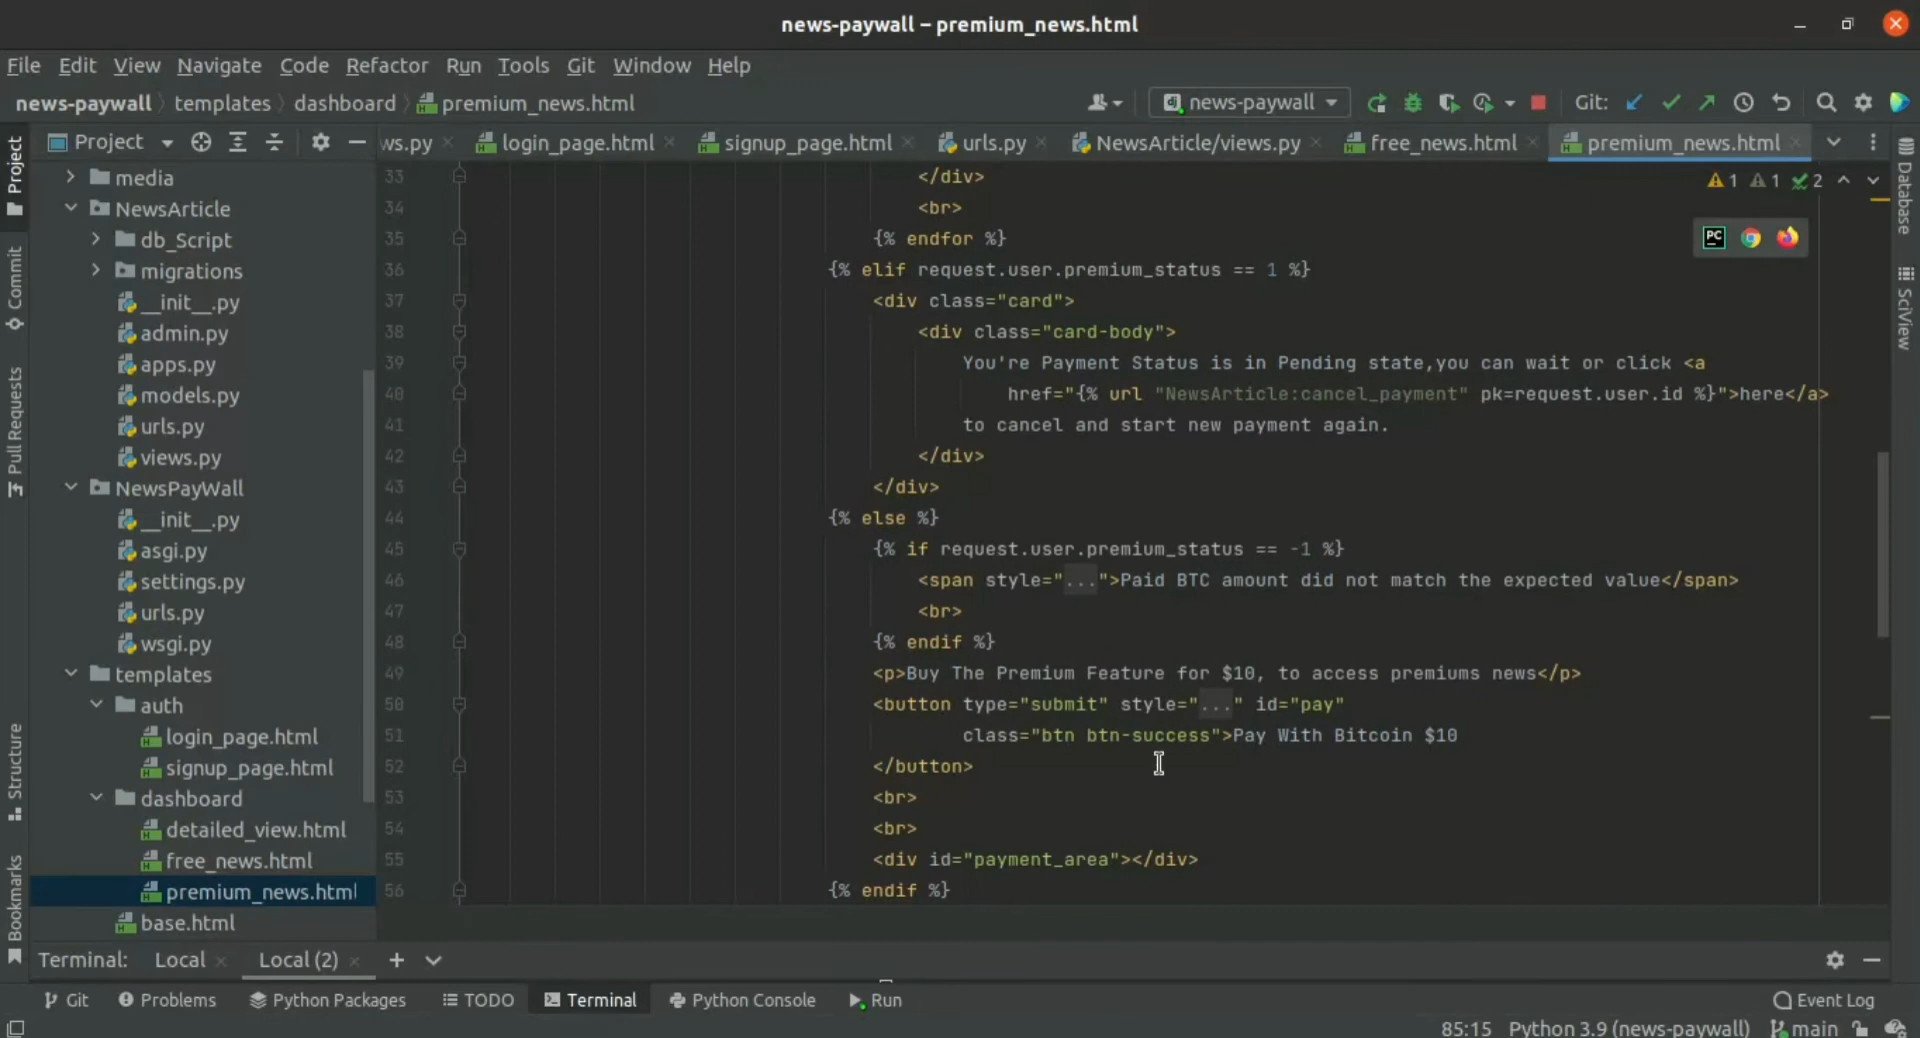 news-paywall – premium_news.html
File Edit View Navigate Code Refactor Run Tools Git Window Help
news-paywall templates dashboard premium_news.html
news-paywall Git:
Project
ws.py login_page.html signup_page.html urls.py NewsArticle/views.py free_news.html premium_news.html
1 1 2
Project
Commit
Pull Requests
Structure
Bookmarks
Database
SciView
media
NewsArticle
db_Script
migrations
__init__.py
admin.py
apps.py
models.py
urls.py
views.py
NewsPayWall
__init__.py
asgi.py
settings.py
urls.py
wsgi.py
templates
auth
login_page.html
signup_page.html
dashboard
detailed_view.html
free_news.html
premium_news.html
base.html
33 </div>
34 <br>
35 {% endfor %}
36 {% elif request.user.premium_status == 1 %}
37 <div class="card">
38 <div class="card-body">
39 You're Payment Status is in Pending state,you can wait or click <a
40 href="{% url "NewsArticle:cancel_payment" pk=request.user.id %}">here</a>
41 to cancel and start new payment again.
42 </div>
43 </div>
44 {% else %}
45 {% if request.user.premium_status == -1 %}
46 <span style="...">Paid BTC amount did not match the expected value</span>
47 <br>
48 {% endif %}
49 <p>Buy The Premium Feature for $10, to access premiums news</p>
50 <button type="submit" style="..." id="pay"
51 class="btn btn-success">Pay With Bitcoin $10
52 </button>
53 <br>
54 <br>
55 <div id="payment_area"></div>
56 {% endif %}
Terminal: Local Local (2)
Git Problems Python Packages TODO Terminal Python Console Run Event Log
85:15 Python 3.9 (news-paywall) main